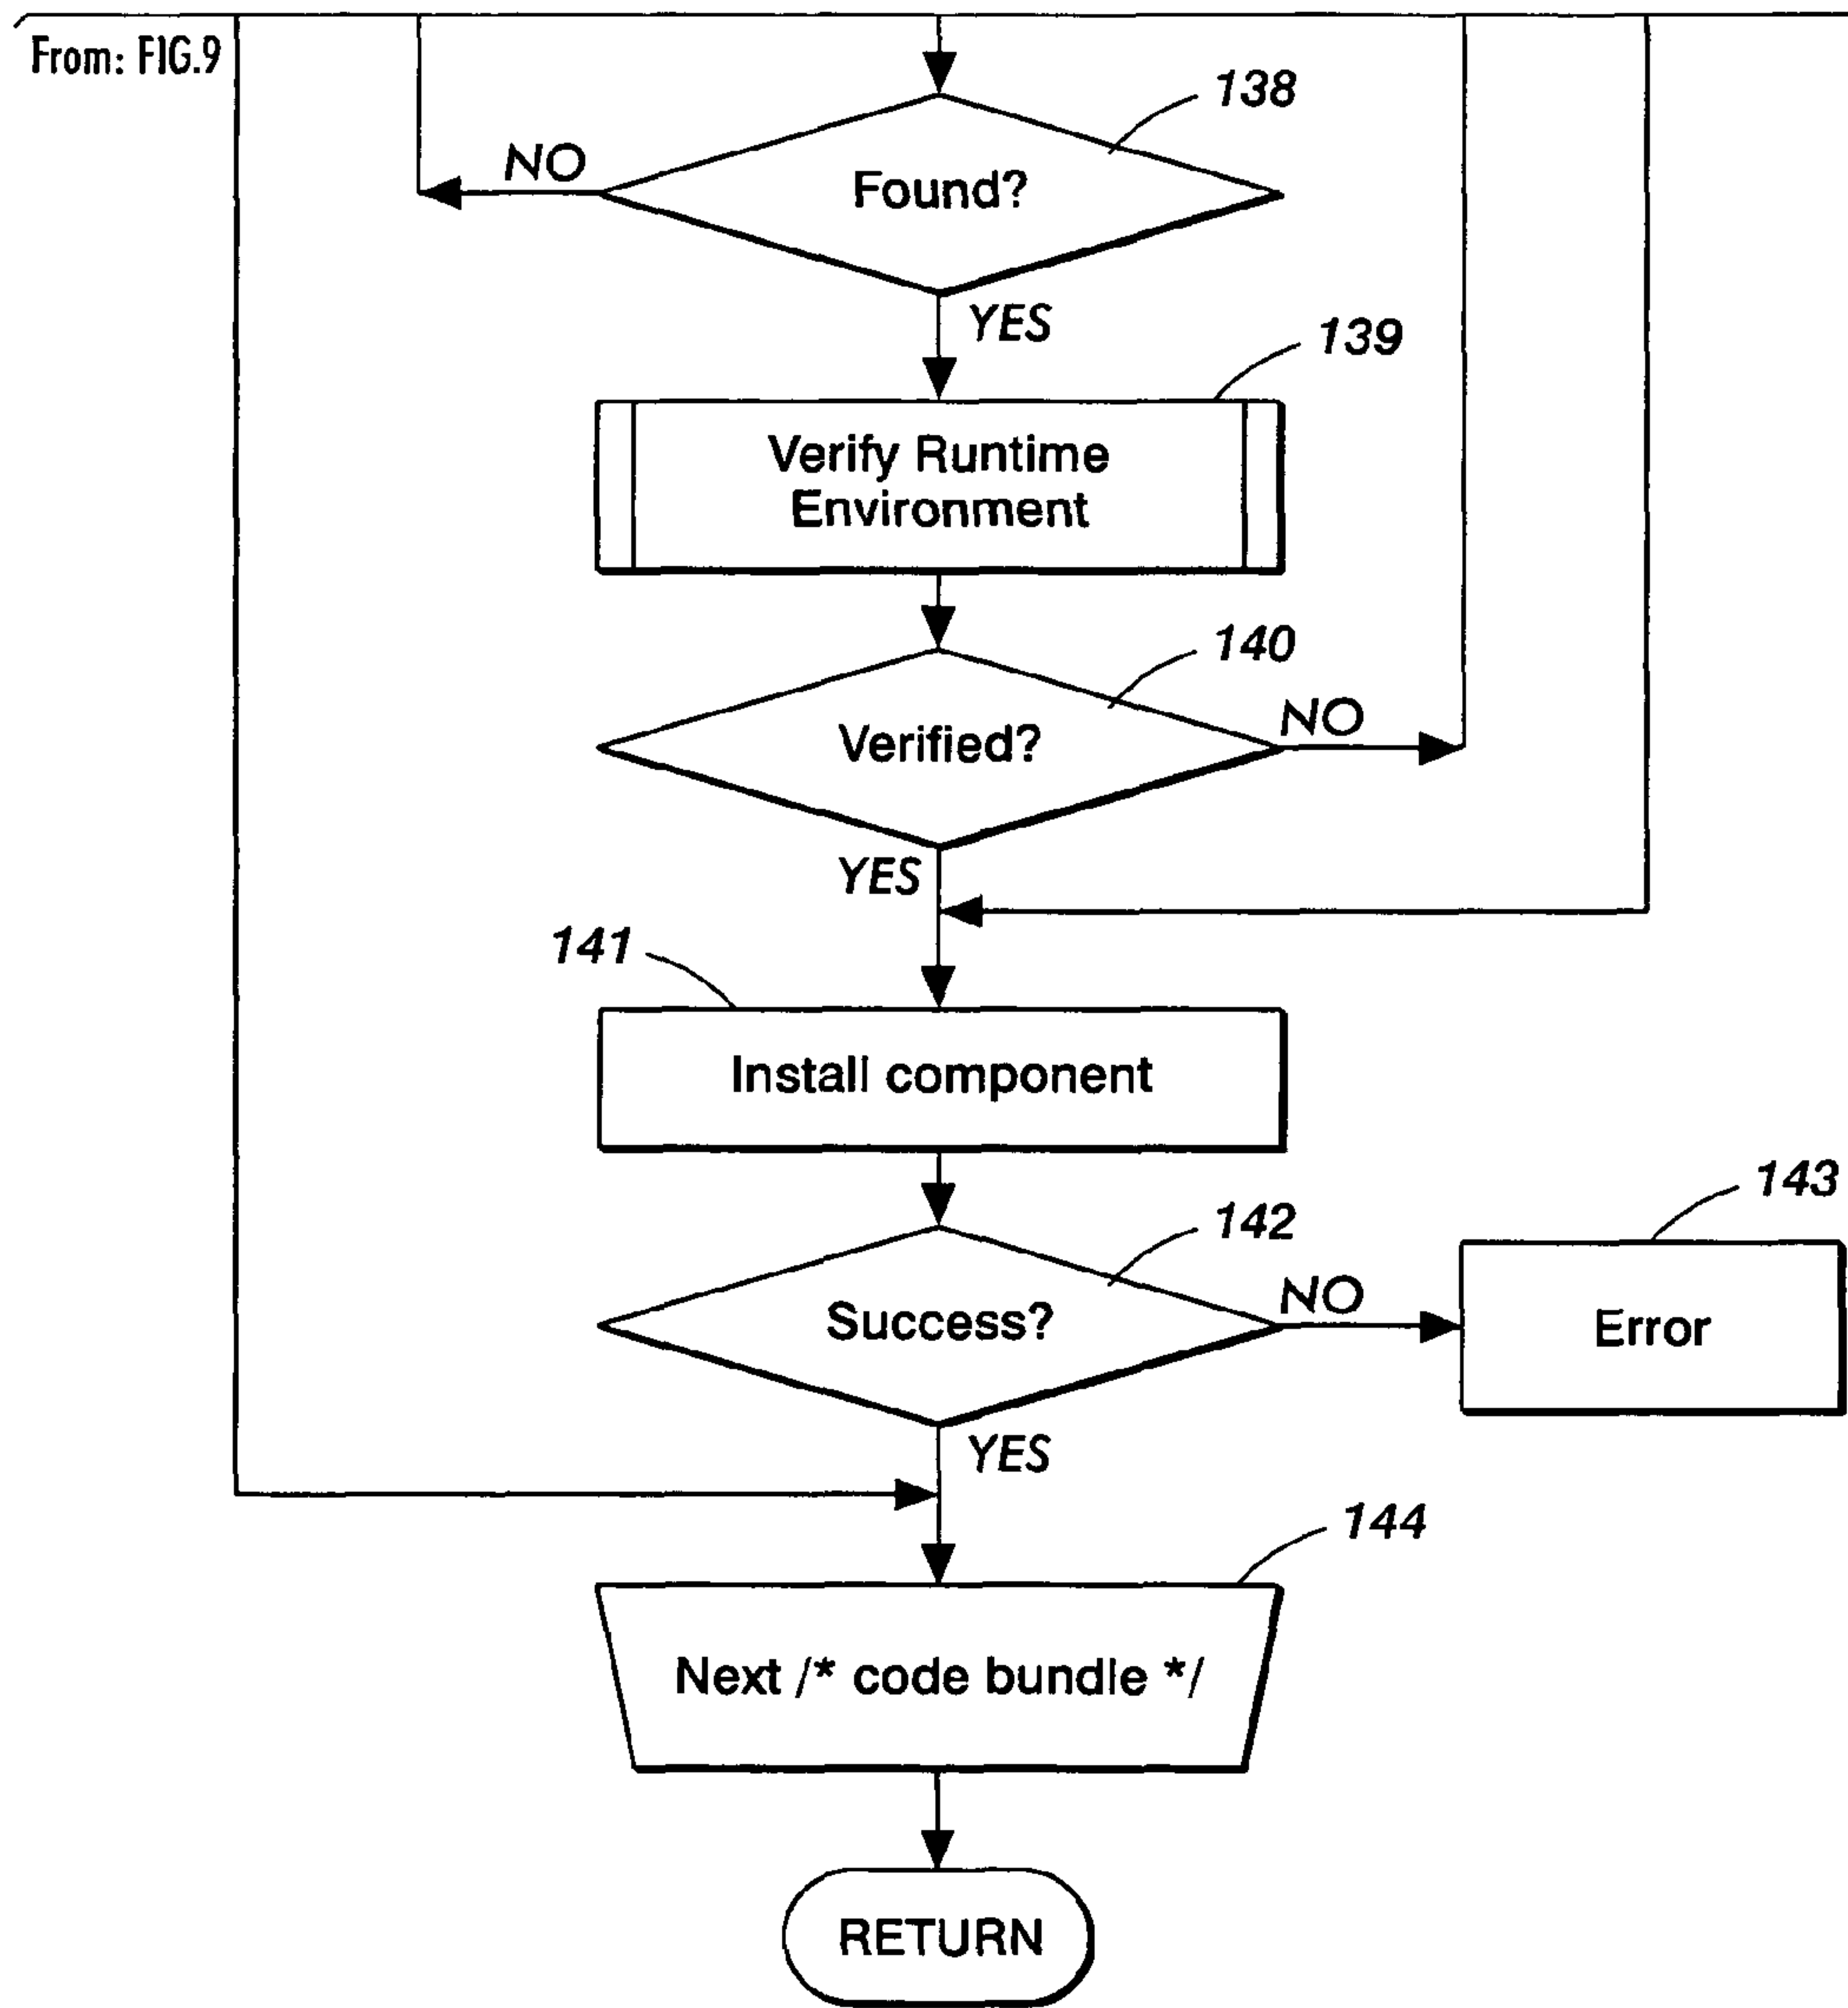 From: FIG.9
138
NO
Found?
YES
139
Verify Runtime
Environment
140
NO
Verified?
YES
141
Install component
142
143
NO
Success?
Error
YES
144
Next /* code bundle */
RETURN